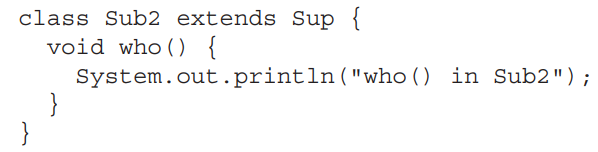 class Sub2 extends Sup {
  void who() {
    System.out.println("who() in Sub2");
  }
}